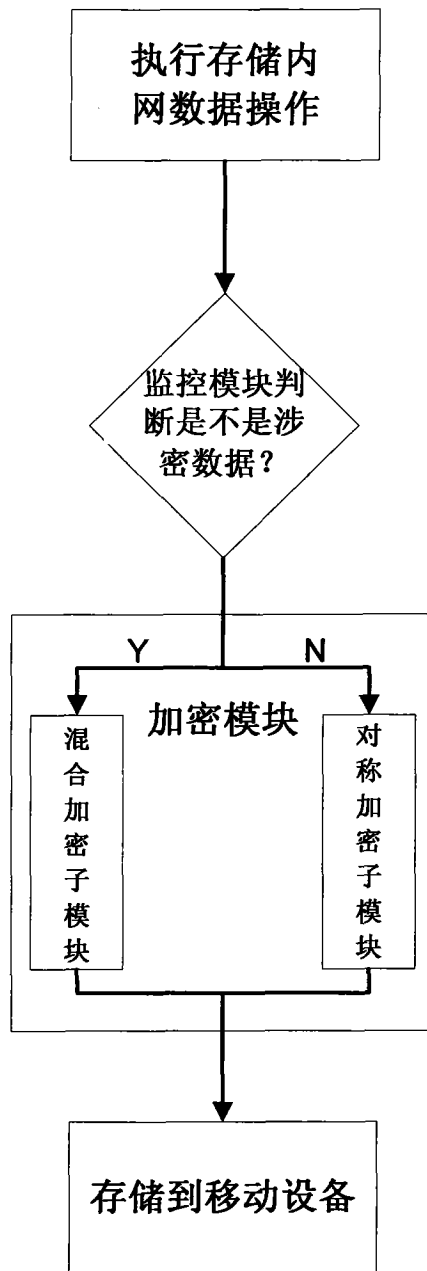 执行存储内
网数据操作
监控模块判
断是不是涉
密数据？
Y
N
加密模块
混合加密子模块
对称加密子模块
存储到移动设备